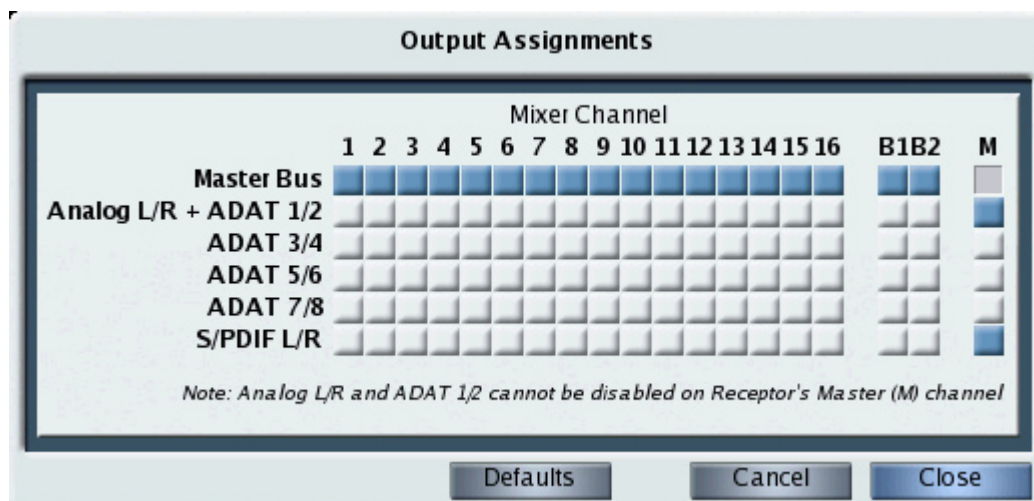 Output Assignments
Mixer Channel
1 2 3 4 5 6 7 8 9 10 11 12 13 14 15 16 B1 B2 M
Master Bus
Analog L/R + ADAT 1/2
ADAT 3/4
ADAT 5/6
ADAT 7/8
S/PDIF L/R
Note: Analog L/R and ADAT 1/2 cannot be disabled on Receptor's Master (M) channel
Defaults Cancel Close